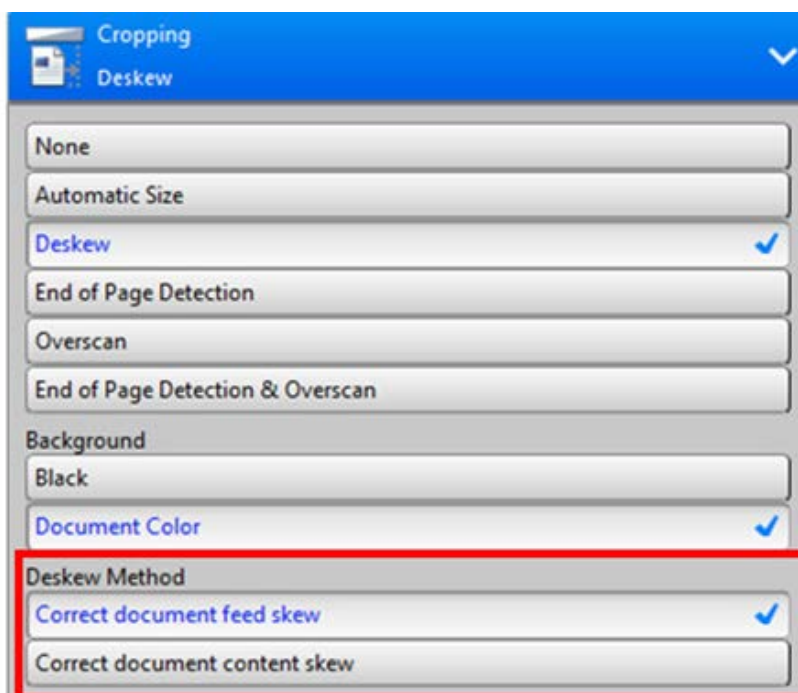 Cropping
Deskew
None
Automatic Size
Deskew
End of Page Detection
Overscan
End of Page Detection & Overscan
Background
Black
Document Color
Deskew Method
Correct document feed skew
Correct document content skew